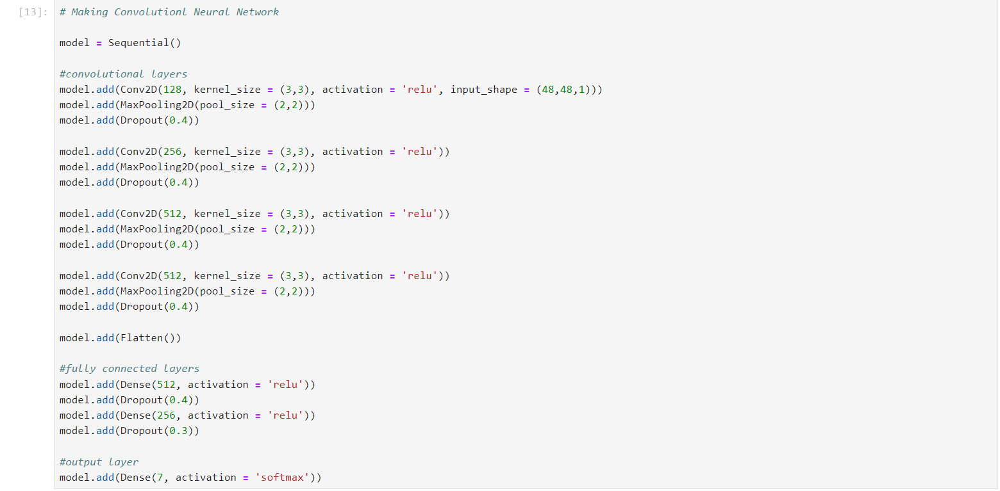 [13]: # Making Convolutionl Neural Network
model = Sequential()
#convolutional layers
model.add(Conv2D(128, kernel_size = (3,3), activation = 'relu', input_shape = (48,48,1)))
model.add(MaxPooling2D(pool_size = (2,2)))
model.add(Dropout(0.4))
model.add(Conv2D(256, kernel_size = (3,3), activation = 'relu'))
model.add(MaxPooling2D(pool_size = (2,2)))
model.add(Dropout(0.4))
model.add(Conv2D(512, kernel_size = (3,3), activation = 'relu'))
model.add(MaxPooling2D(pool_size = (2,2)))
model.add(Dropout(0.4))
model.add(Conv2D(512, kernel_size = (3,3), activation = 'relu'))
model.add(MaxPooling2D(pool_size = (2,2)))
model.add(Dropout(0.4))
model.add(Flatten())
#fully connected layers
model.add(Dense(512, activation = 'relu'))
model.add(Dropout(0.4))
model.add(Dense(256, activation = 'relu'))
model.add(Dropout(0.3))
#output layer
model.add(Dense(7, activation = 'softmax'))